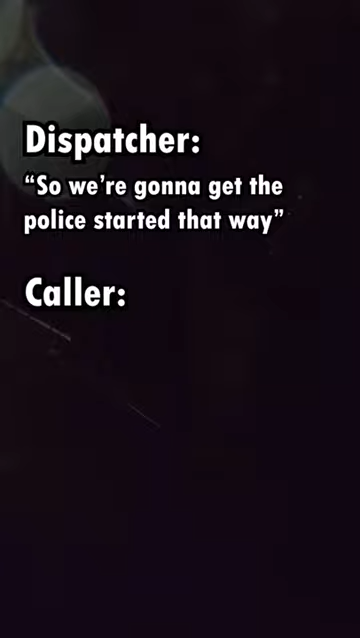 Dispatcher:
“So we’re gonna get the
police started that way”
Caller: